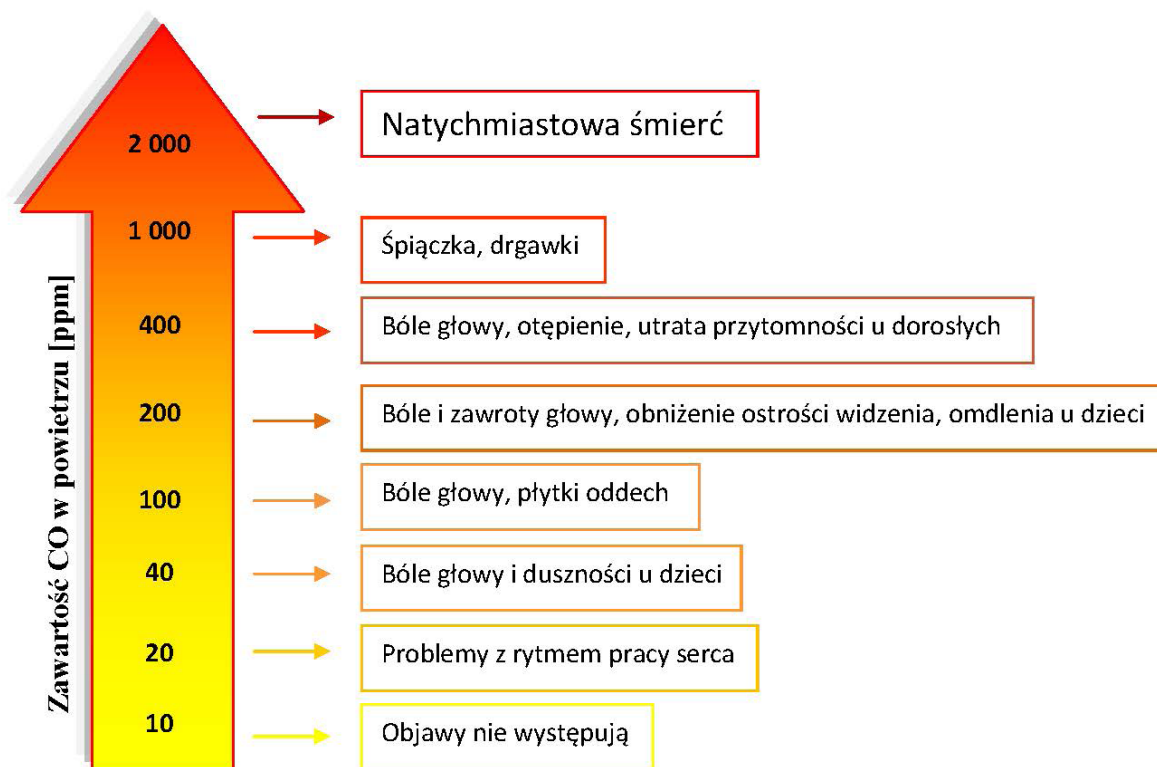 Zawartość CO w powietrzu [ppm]
2 000
Natychmiastowa śmierć
1 000
Śpiączka, drgawki
400
Bóle głowy, otępienie, utrata przytomności u dorosłych
200
Bóle i zawroty głowy, obniżenie ostrości widzenia, omdlenia u dzieci
100
Bóle głowy, płytki oddech
40
Bóle głowy i duszności u dzieci
20
Problemy z rytmem pracy serca
10
Objawy nie występują